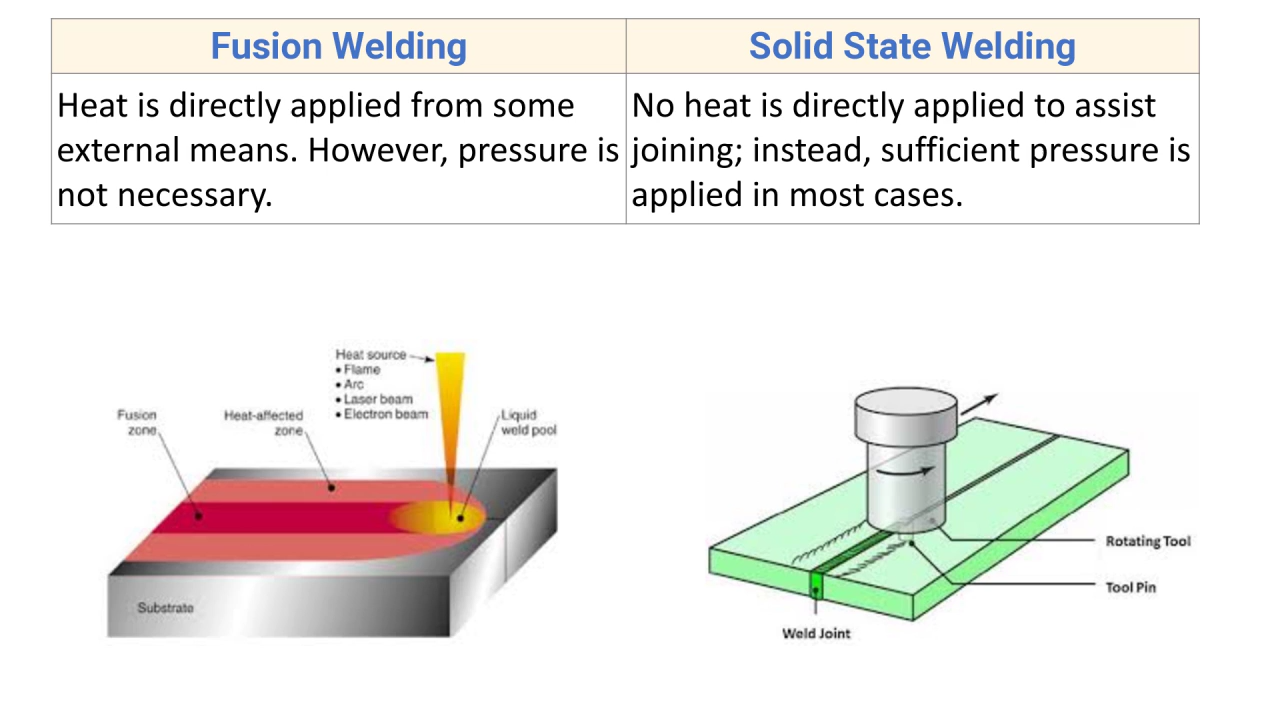 Fusion Welding
Solid State Welding
Heat is directly applied from some
external means. However, pressure is
not necessary.
No heat is directly applied to assist
joining; instead, sufficient pressure is
applied in most cases.
Heat source
• Flame
• Arc
• Laser beam
• Electron beam
Fusion
zone
Heat-affected
zone
Liquid
weld pool
Substrate
Rotating Tool
Tool Pin
Weld Joint